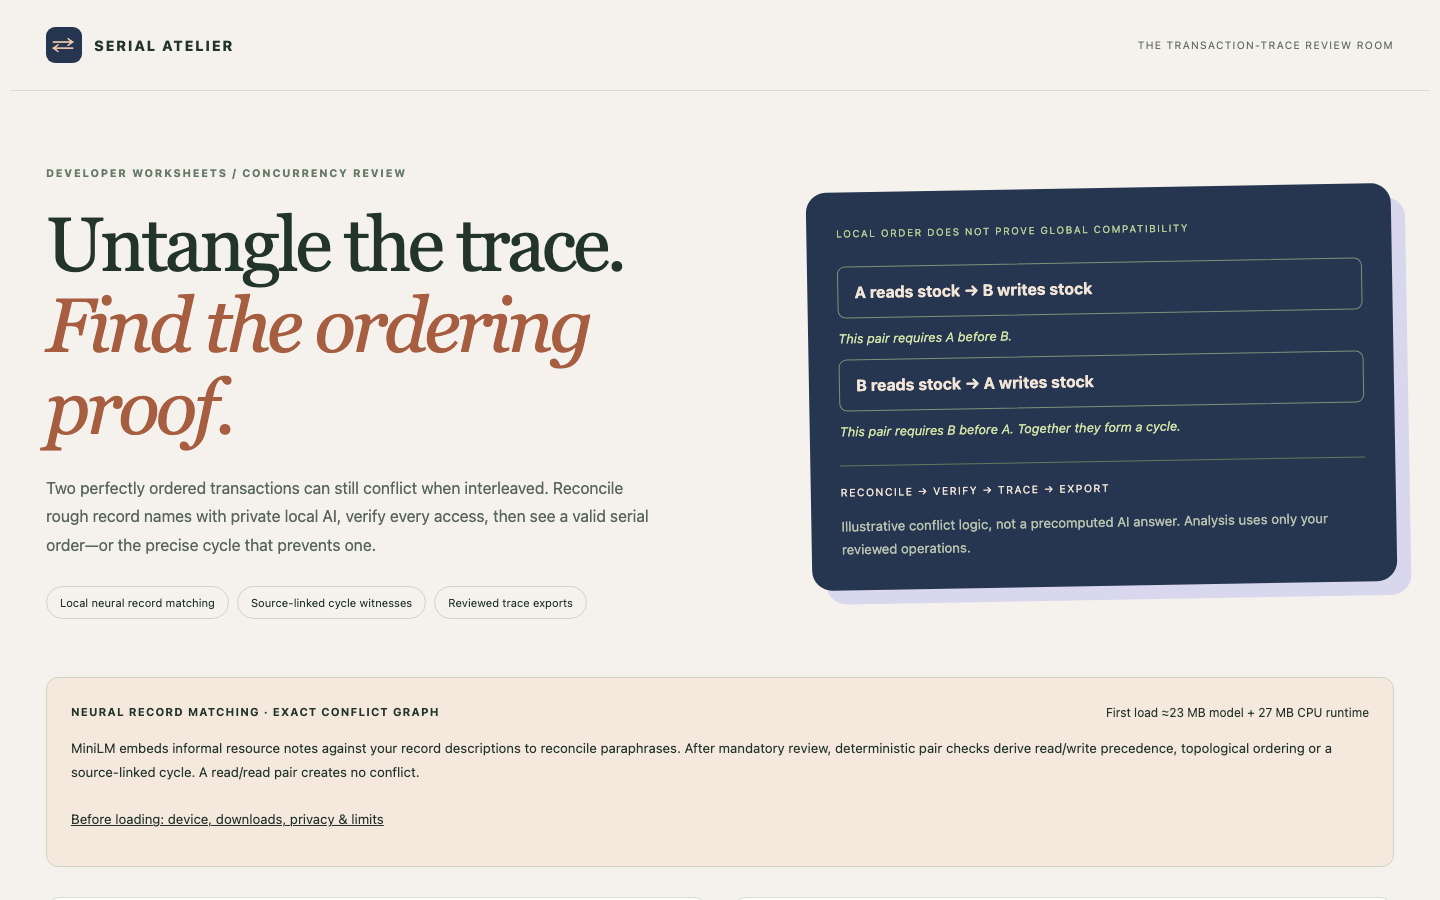 SERIAL ATELIER
THE TRANSACTION-TRACE REVIEW ROOM
DEVELOPER WORKSHEETS / CONCURRENCY REVIEW
Untangle the trace.
Find the ordering
proof.
Two perfectly ordered transactions can still conflict when interleaved. Reconcile
rough record names with private local AI, verify every access, then see a valid serial
order—or the precise cycle that prevents one.
Local neural record matching
Source-linked cycle witnesses
Reviewed trace exports
LOCAL ORDER DOES NOT PROVE GLOBAL COMPATIBILITY
A reads stock → B writes stock
This pair requires A before B.
B reads stock → A writes stock
This pair requires B before A. Together they form a cycle.
RECONCILE → VERIFY → TRACE → EXPORT
Illustrative conflict logic, not a precomputed AI answer. Analysis uses only your
reviewed operations.
NEURAL RECORD MATCHING · EXACT CONFLICT GRAPH
First load ≈23 MB model + 27 MB CPU runtime
MiniLM embeds informal resource notes against your record descriptions to reconcile paraphrases. After mandatory review, deterministic pair checks derive read/write precedence, topological ordering or a
source-linked cycle. A read/read pair creates no conflict.
Before loading: device, downloads, privacy & limits